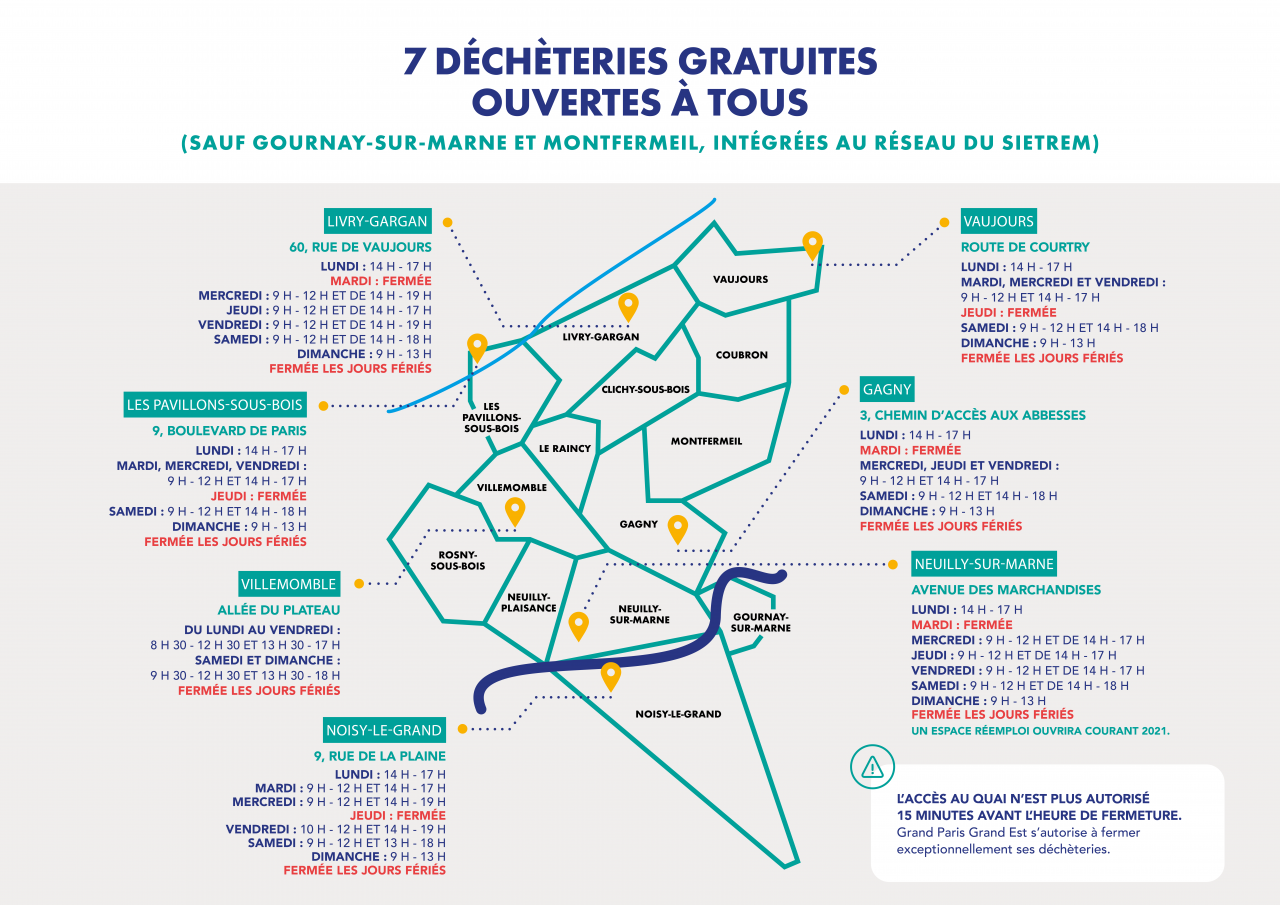 7 DÉCHÈTERIES GRATUITES
OUVERTES À TOUS
(SAUF GOURNAY-SUR-MARNE ET MONTFERMEIL, INTÉGRÉES AU RÉSEAU DU SIETREM)
LIVRY-GARGAN
60, RUE DE VAUJOURS
LUNDI : 14 H - 17 H
MARDI : FERMÉE
MERCREDI : 9 H - 12 H ET DE 14 H - 19 H
JEUDI : 9 H - 12 H ET DE 14 H - 17 H
VENDREDI : 9 H - 12 H ET DE 14 H - 19 H
SAMEDI : 9 H - 12 H ET DE 14 H - 18 H
DIMANCHE : 9 H - 13 H
FERMÉE LES JOURS FÉRIÉS
LES PAVILLONS-SOUS-BOIS
9, BOULEVARD DE PARIS
LUNDI : 14 H - 17 H
MARDI, MERCREDI, VENDREDI :
9 H - 12 H ET 14 H - 17 H
JEUDI : FERMÉE
SAMEDI : 9 H - 12 H ET 14 H - 18 H
DIMANCHE : 9 H - 13 H
FERMÉE LES JOURS FÉRIÉS
VILLEMOMBLE
ALLÉE DU PLATEAU
DU LUNDI AU VENDREDI :
8 H 30 - 12 H 30 ET 13 H 30 - 17 H
SAMEDI ET DIMANCHE :
9 H 30 - 12 H 30 ET 13 H 30 - 18 H
FERMÉE LES JOURS FÉRIÉS
NOISY-LE-GRAND
9, RUE DE LA PLAINE
LUNDI : 14 H - 17 H
MARDI : 9 H - 12 H ET 14 H - 17 H
MERCREDI : 9 H - 12 H ET 14 H - 19 H
JEUDI : FERMÉE
VENDREDI : 10 H - 12 H ET 14 H - 19 H
SAMEDI : 9 H - 12 H ET 13 H - 18 H
DIMANCHE : 9 H - 13 H
FERMÉE LES JOURS FÉRIÉS
VAUJOURS
LIVRY-GARGAN
COUBRON
CLICHY-SOUS-BOIS
LES
PAVILLONS-
SOUS-BOIS
LE RAINCY
MONTFERMEIL
VILLEMOMBLE
GAGNY
ROSNY-
SOUS-BOIS
NEUILLY-
PLAISANCE
NEUILLY-
SUR-MARNE
GOURNAY-
SUR-MARNE
NOISY-LE-GRAND
VAUJOURS
ROUTE DE COURTRY
LUNDI : 14 H - 17 H
MARDI, MERCREDI ET VENDREDI :
9 H - 12 H ET 14 H - 17 H
JEUDI : FERMÉE
SAMEDI : 9 H - 12 H ET 14 H - 18 H
DIMANCHE : 9 H - 13 H
FERMÉE LES JOURS FÉRIÉS
GAGNY
3, CHEMIN D'ACCÈS AUX ABBESSES
LUNDI : 14 H - 17 H
MARDI : FERMÉE
MERCREDI, JEUDI ET VENDREDI :
9 H - 12 H ET 14 H - 17 H
SAMEDI : 9 H - 12 H ET 14 H - 18 H
DIMANCHE : 9 H - 13 H
FERMÉE LES JOURS FÉRIÉS
NEUILLY-SUR-MARNE
AVENUE DES MARCHANDISES
LUNDI : 14 H - 17 H
MARDI : FERMÉE
MERCREDI : 9 H - 12 H ET DE 14 H - 17 H
JEUDI : 9 H - 12 H ET DE 14 H - 17 H
VENDREDI : 9 H - 12 H ET DE 14 H - 17 H
SAMEDI : 9 H - 12 H ET DE 14 H - 18 H
DIMANCHE : 9 H - 13 H
FERMÉE LES JOURS FÉRIÉS
UN ESPACE RÉEMPLOI OUVRIRA COURANT 2021.
L'ACCÈS AU QUAI N'EST PLUS AUTORISÉ
15 MINUTES AVANT L'HEURE DE FERMETURE.
Grand Paris Grand Est s'autorise à fermer
exceptionnellement ses déchèteries.